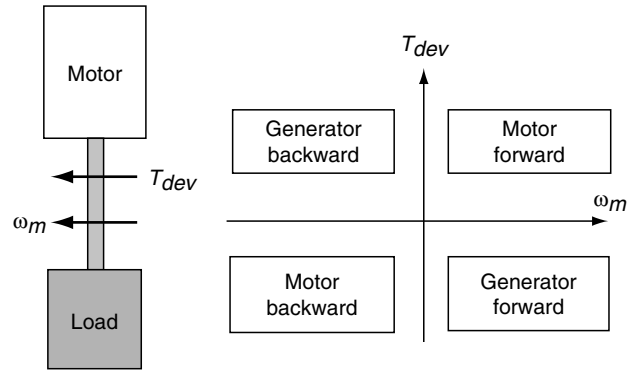 Motor
T_dev
ω_m
Load
T_dev
Generator
backward
Motor
forward
ω_m
Motor
backward
Generator
forward